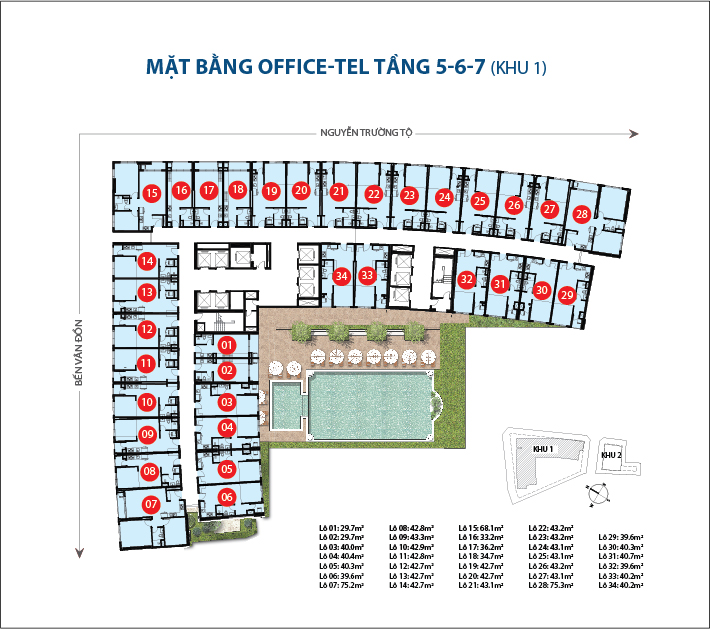 MẶT BẰNG OFFICE-TEL TẦNG 5-6-7 (KHU 1)
NGUYỄN TRƯỜNG TỘ
BẾN VÂN ĐỒN
15
16
17
18
19
20
21
22
23
24
25
26
27
28
14
13
12
11
10
09
08
07
34
33
32
31
30
29
01
02
03
04
05
06
KHU 1
KHU 2
Lô 01: 29.7m²
Lô 02: 29.7m²
Lô 03: 40.0m²
Lô 04: 40.4m²
Lô 05: 40.3m²
Lô 06: 39.6m²
Lô 07: 75.2m²
Lô 08: 42.8m²
Lô 09: 43.3m²
Lô 10: 42.9m²
Lô 11: 42.8m²
Lô 12: 42.7m²
Lô 13: 42.7m²
Lô 14: 42.7m²
Lô 15: 68.1m²
Lô 16: 33.2m²
Lô 17: 36.2m²
Lô 18: 34.7m²
Lô 19: 42.7m²
Lô 20: 42.7m²
Lô 21: 43.1m²
Lô 22: 43.2m²
Lô 23: 43.2m²
Lô 24: 43.1m²
Lô 25: 43.1m²
Lô 26: 43.2m²
Lô 27: 43.1m²
Lô 28: 75.3m²
Lô 29: 39.6m²
Lô 30: 40.3m²
Lô 31: 40.7m²
Lô 32: 39.6m²
Lô 33: 40.2m²
Lô 34: 40.2m²